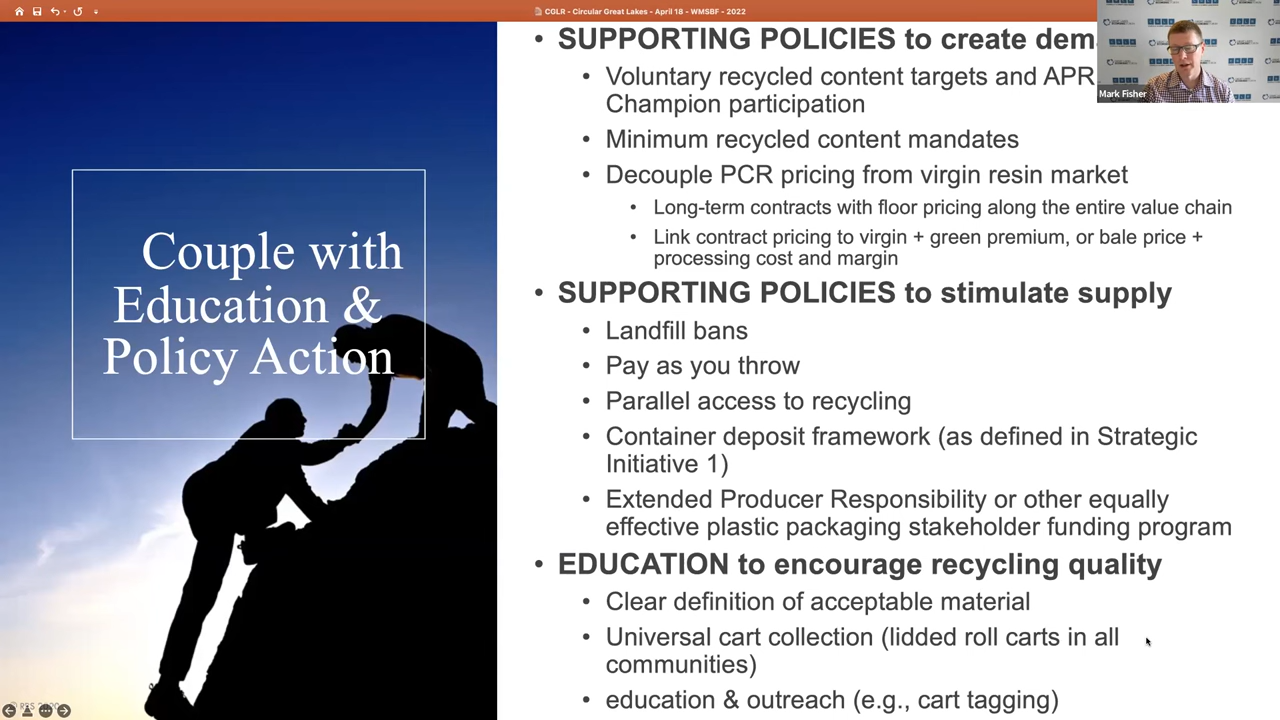 CGLR - Circular Great Lakes - April 18 - WMSBF - 2022
Couple with
Education &
Policy Action
• SUPPORTING POLICIES to create dem
• Voluntary recycled content targets and APR
Champion participation
• Minimum recycled content mandates
• Decouple PCR pricing from virgin resin market
• Long-term contracts with floor pricing along the entire value chain
• Link contract pricing to virgin + green premium, or bale price +
processing cost and margin
• SUPPORTING POLICIES to stimulate supply
• Landfill bans
• Pay as you throw
• Parallel access to recycling
• Container deposit framework (as defined in Strategic
Initiative 1)
• Extended Producer Responsibility or other equally
effective plastic packaging stakeholder funding program
• EDUCATION to encourage recycling quality
• Clear definition of acceptable material
• Universal cart collection (lidded roll carts in all
communities)
• education & outreach (e.g., cart tagging)
Mark Fisher